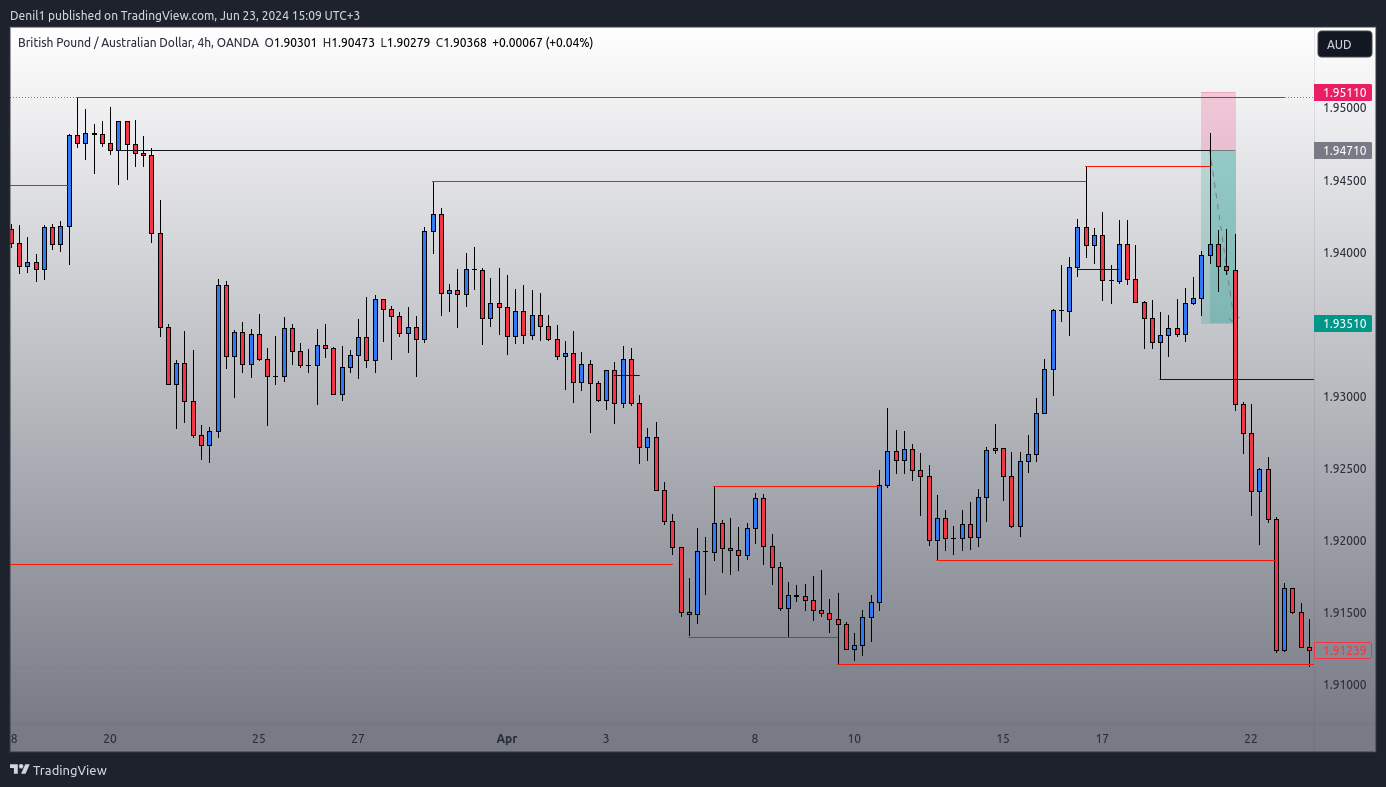 Denil1 published on TradingView.com, Jun 23, 2024 15:09 UTC+3
British Pound / Australian Dollar, 4h, OANDA O1.90301 H1.90473 L1.90279 C1.90368 +0.00067 (+0.04%)
AUD
1.95110
1.95000
1.94710
1.94500
1.94000
1.93510
1.93000
1.92500
1.92000
1.91500
1.91239
1.91000
8 20 25 27 Apr 3 8 10 15 17 22
TradingView